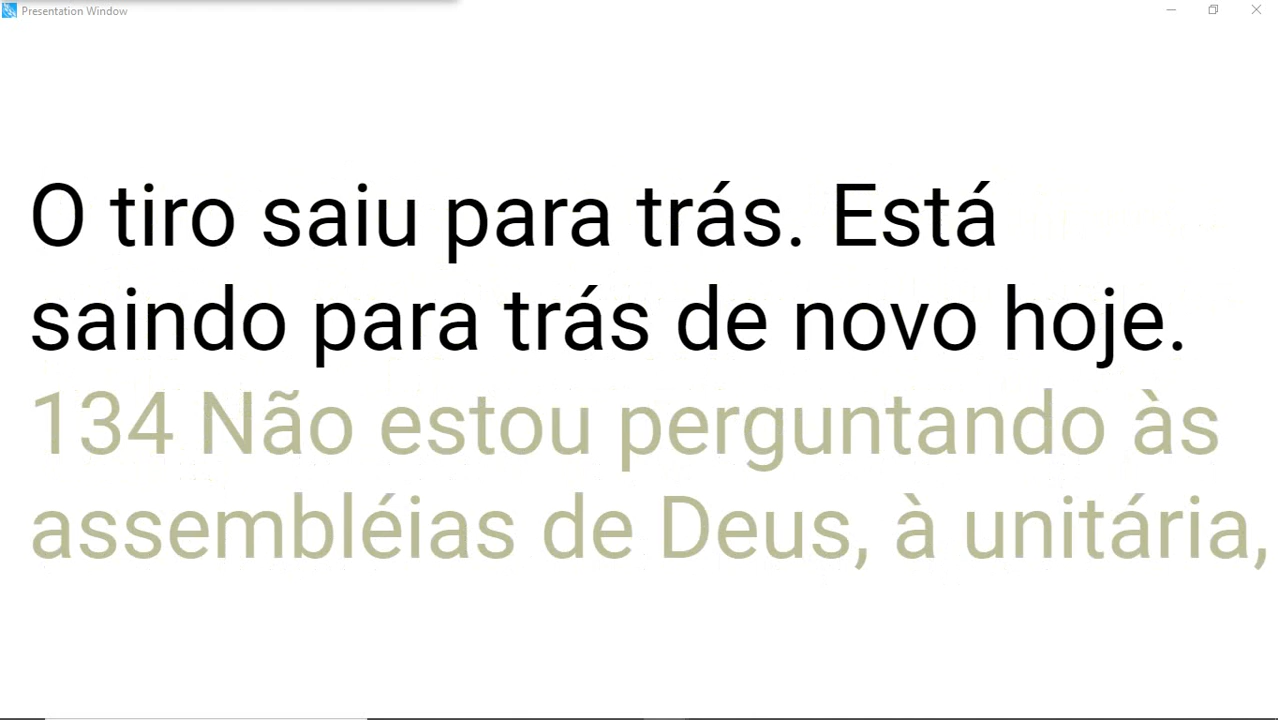 Presentation Window
O tiro saiu para trás. Está
saindo para trás de novo hoje.
134 Não estou perguntando às
assembléias de Deus, à unitária,